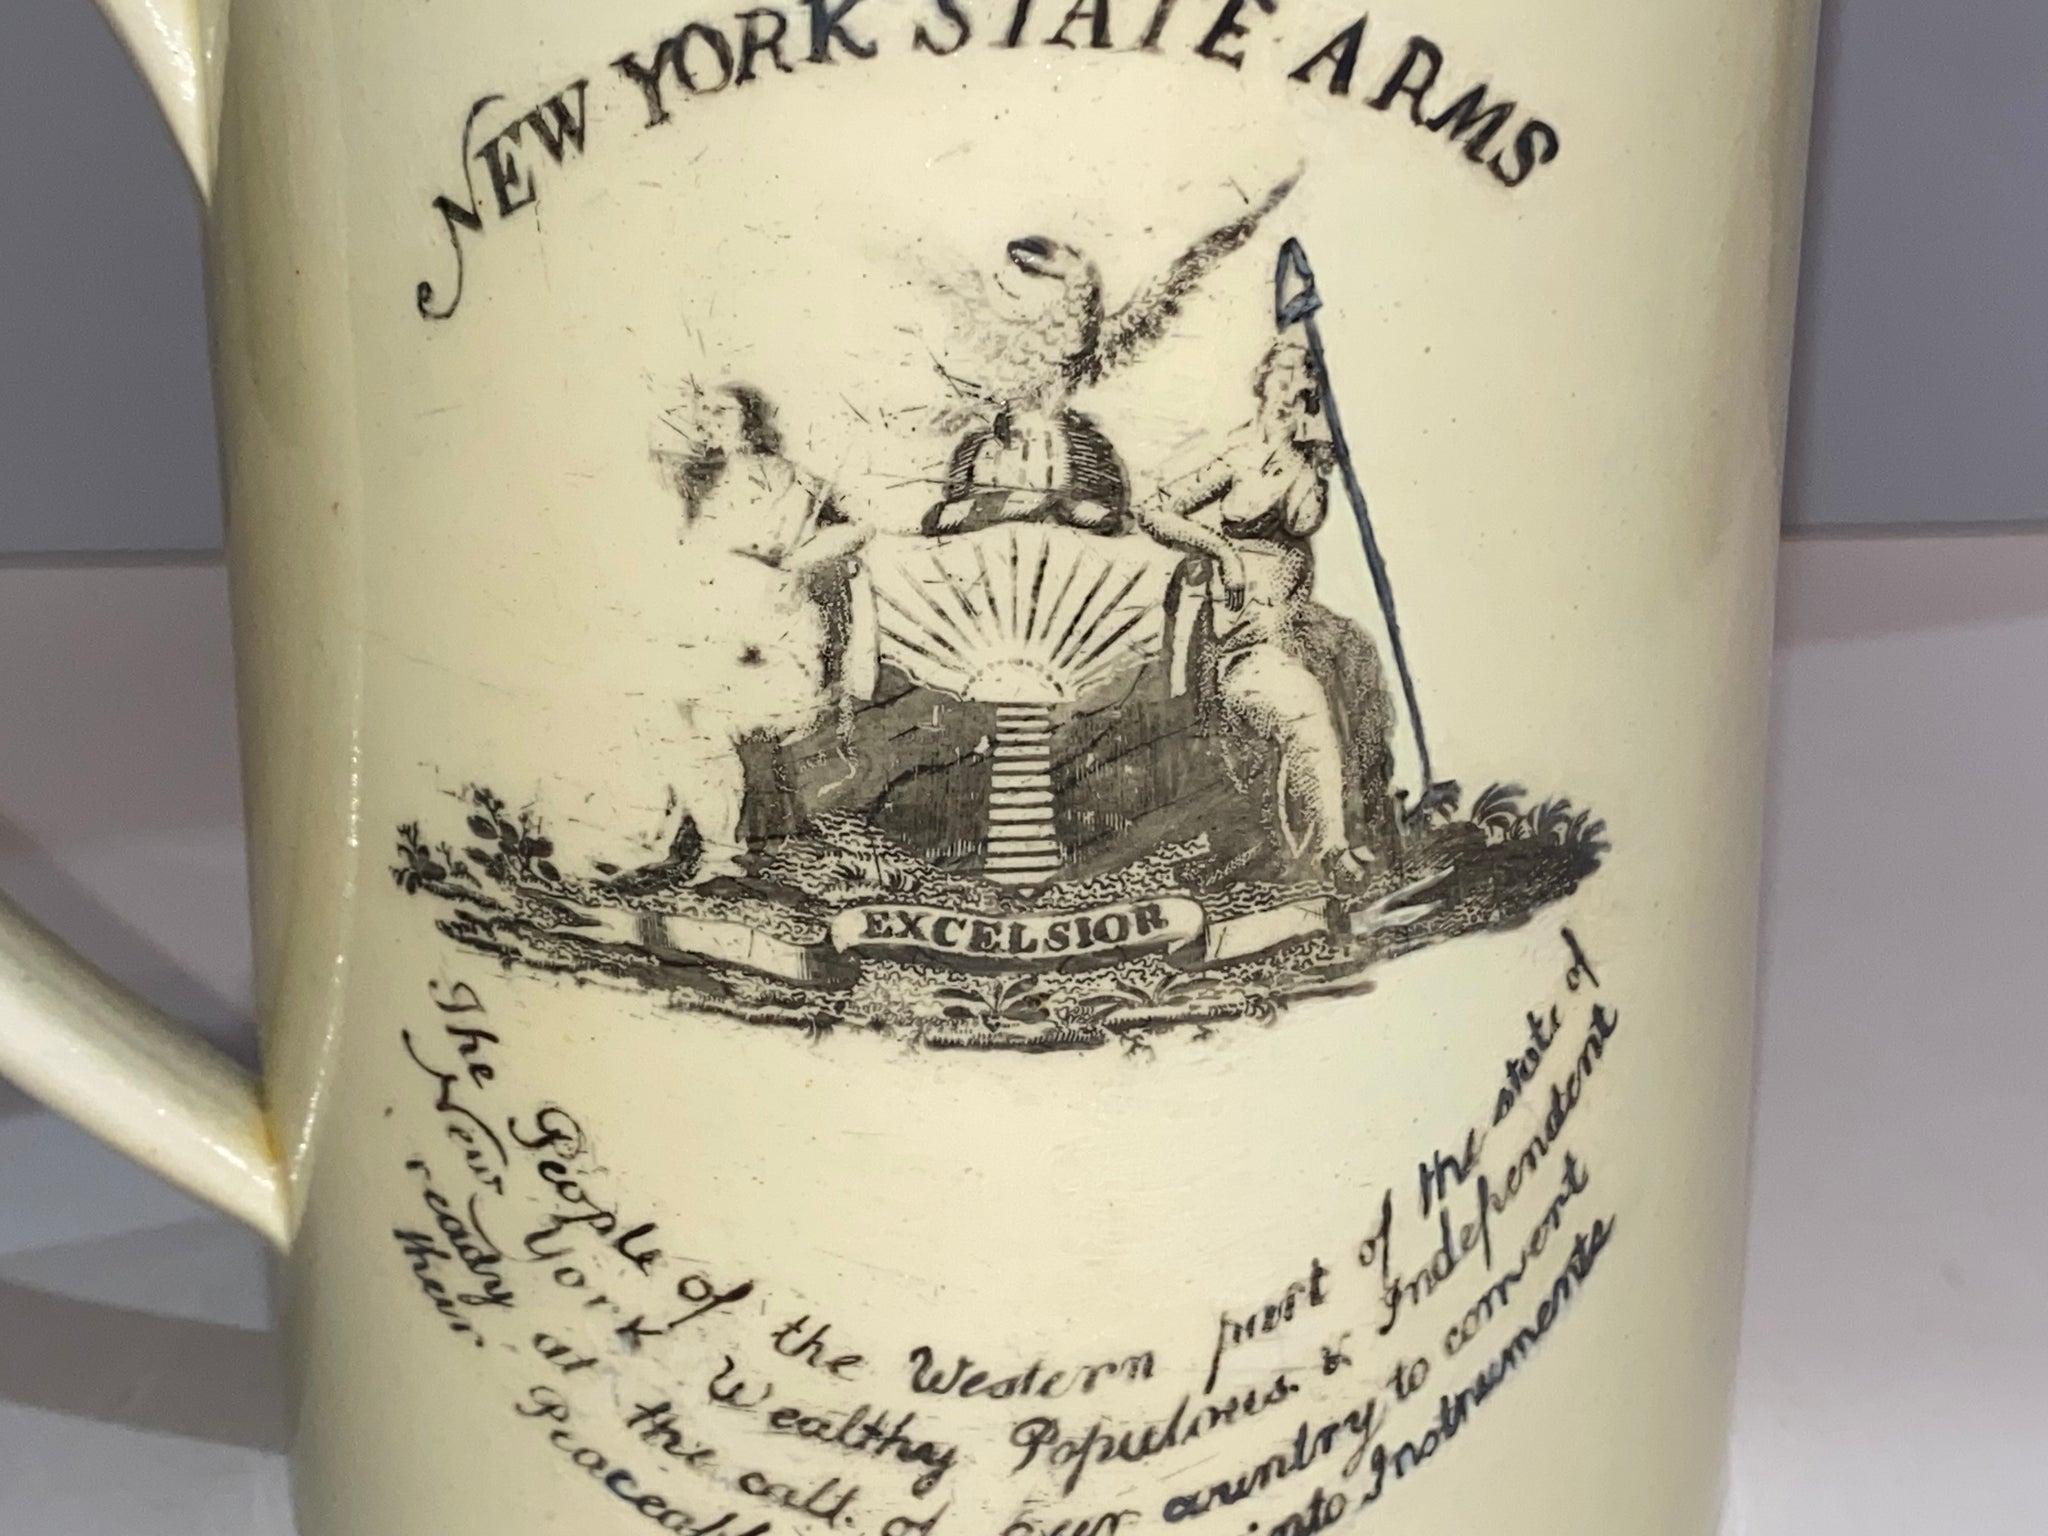 NEW YORK STATE ARMS
EXCELSIOR
The People of the Western part of the state of
New York Wealthy Populous & Independent
ready at the call. of our country to convert
their into Instruments